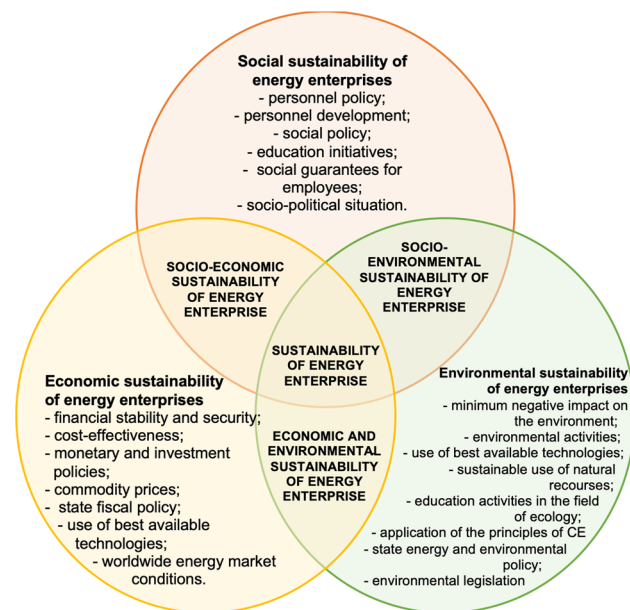 Social sustainability of
energy enterprises
- personnel policy;
- personnel development;
- social policy;
- education initiatives;
- social guarantees for
employees;
- socio-political situation.
SOCIO-ECONOMIC
SUSTAINABILITY
OF ENERGY
ENTERPRISE
SOCIO-
ENVIRONMENTAL
SUSTAINABILITY OF
ENERGY
ENTERPRISE
SUSTAINABILITY
OF ENERGY
ENTERPRISE
Economic sustainability
of energy enterprises
- financial stability and security;
- cost-effectiveness;
- monetary and investment
policies;
- commodity prices;
- state fiscal policy;
- use of best available
technologies;
- worldwide energy market
conditions.
ECONOMIC AND
ENVIRONMENTAL
SUSTAINABILITY
OF ENERGY
ENTERPRISE
Environmental sustainability
of energy enterprises
- minimum negative impact on
the environment;
- environmental activities;
- use of best available technologies;
- sustainable use of natural
recourses;
- education activities in the field
of ecology;
- application of the principles of CE
- state energy and environmental
policy;
- environmental legislation